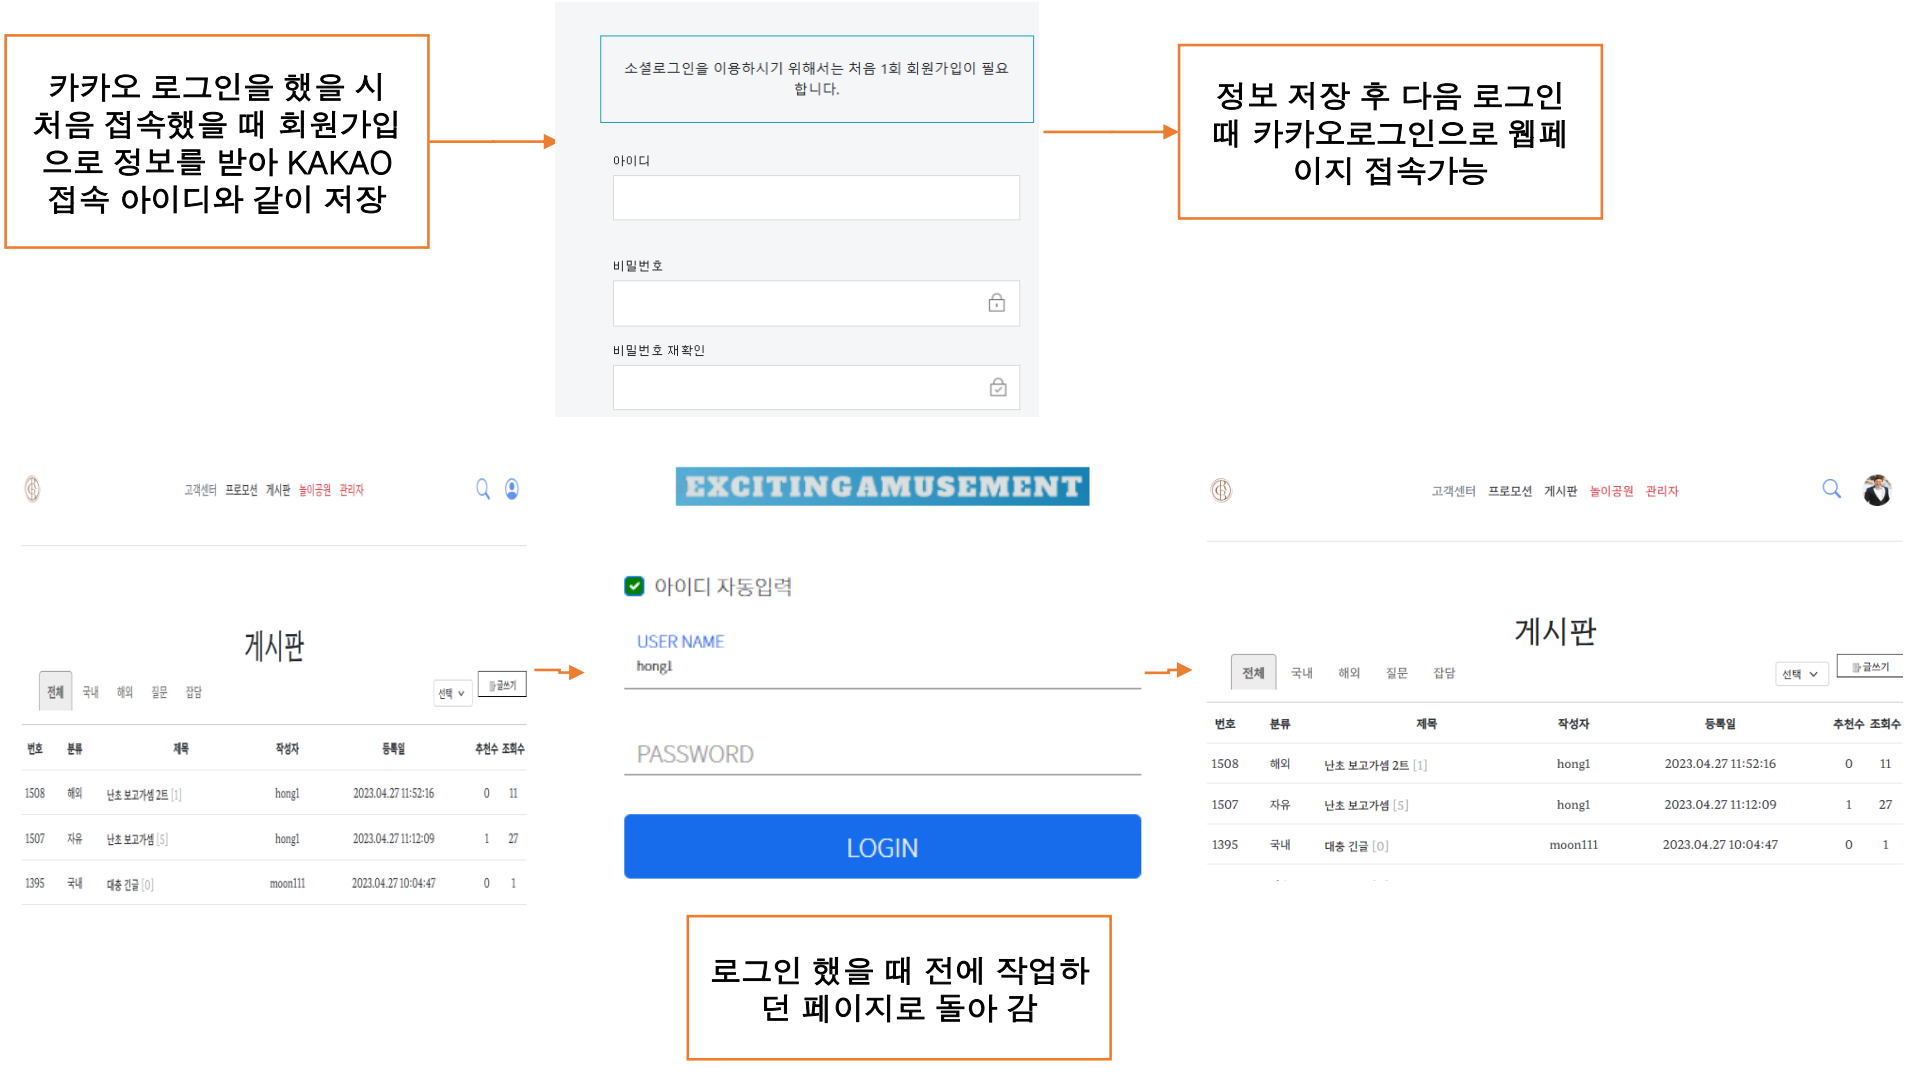 카카오 로그인을 했을 시
처음 접속했을 때 회원가입
으로 정보를 받아 KAKAO
접속 아이디와 같이 저장
소셜로그인을 이용하시기 위해서는 처음 1회 회원가입이 필요
합니다.
아이디
비밀번호
비밀번호 재확인
정보 저장 후 다음 로그인
때 카카오로그인으로 웹페
이지 접속가능
고객센터 프로모션 게시판 놀이공원 관리자
게시판
전체 국내 해외 질문 잡담
선택 글쓰기
번호 분류 제목 작성자 등록일 추천수 조회수
1508 해외 난초 보고가셈 2트 [1] hong1 2023.04.27 11:52:16 0 11
1507 자유 난초 보고가셈 [5] hong1 2023.04.27 11:12:09 1 27
1395 국내 대충 긴글 [0] moon111 2023.04.27 10:04:47 0 1
EXCITING AMUSEMENT
아이디 자동입력
USER NAME
hong1
PASSWORD
LOGIN
로그인 했을 때 전에 작업하
던 페이지로 돌아 감
고객센터 프로모션 게시판 놀이공원 관리자
게시판
전체 국내 해외 질문 잡담
선택 글쓰기
번호 분류 제목 작성자 등록일 추천수 조회수
1508 해외 난초 보고가셈 2트 [1] hong1 2023.04.27 11:52:16 0 11
1507 자유 난초 보고가셈 [5] hong1 2023.04.27 11:12:09 1 27
1395 국내 대충 긴글 [0] moon111 2023.04.27 10:04:47 0 1